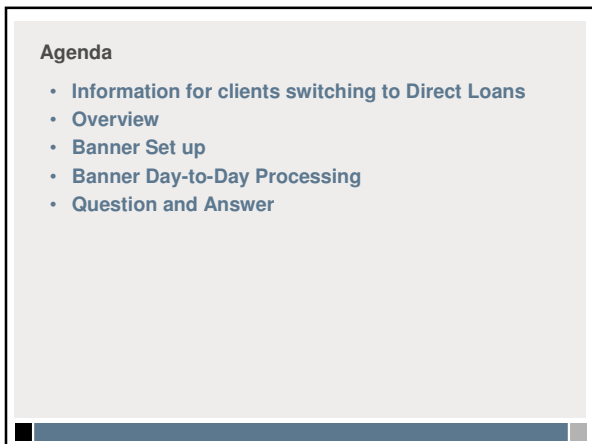 Agenda
• Information for clients switching to Direct Loans
• Overview
• Banner Set up
• Banner Day-to-Day Processing
• Question and Answer